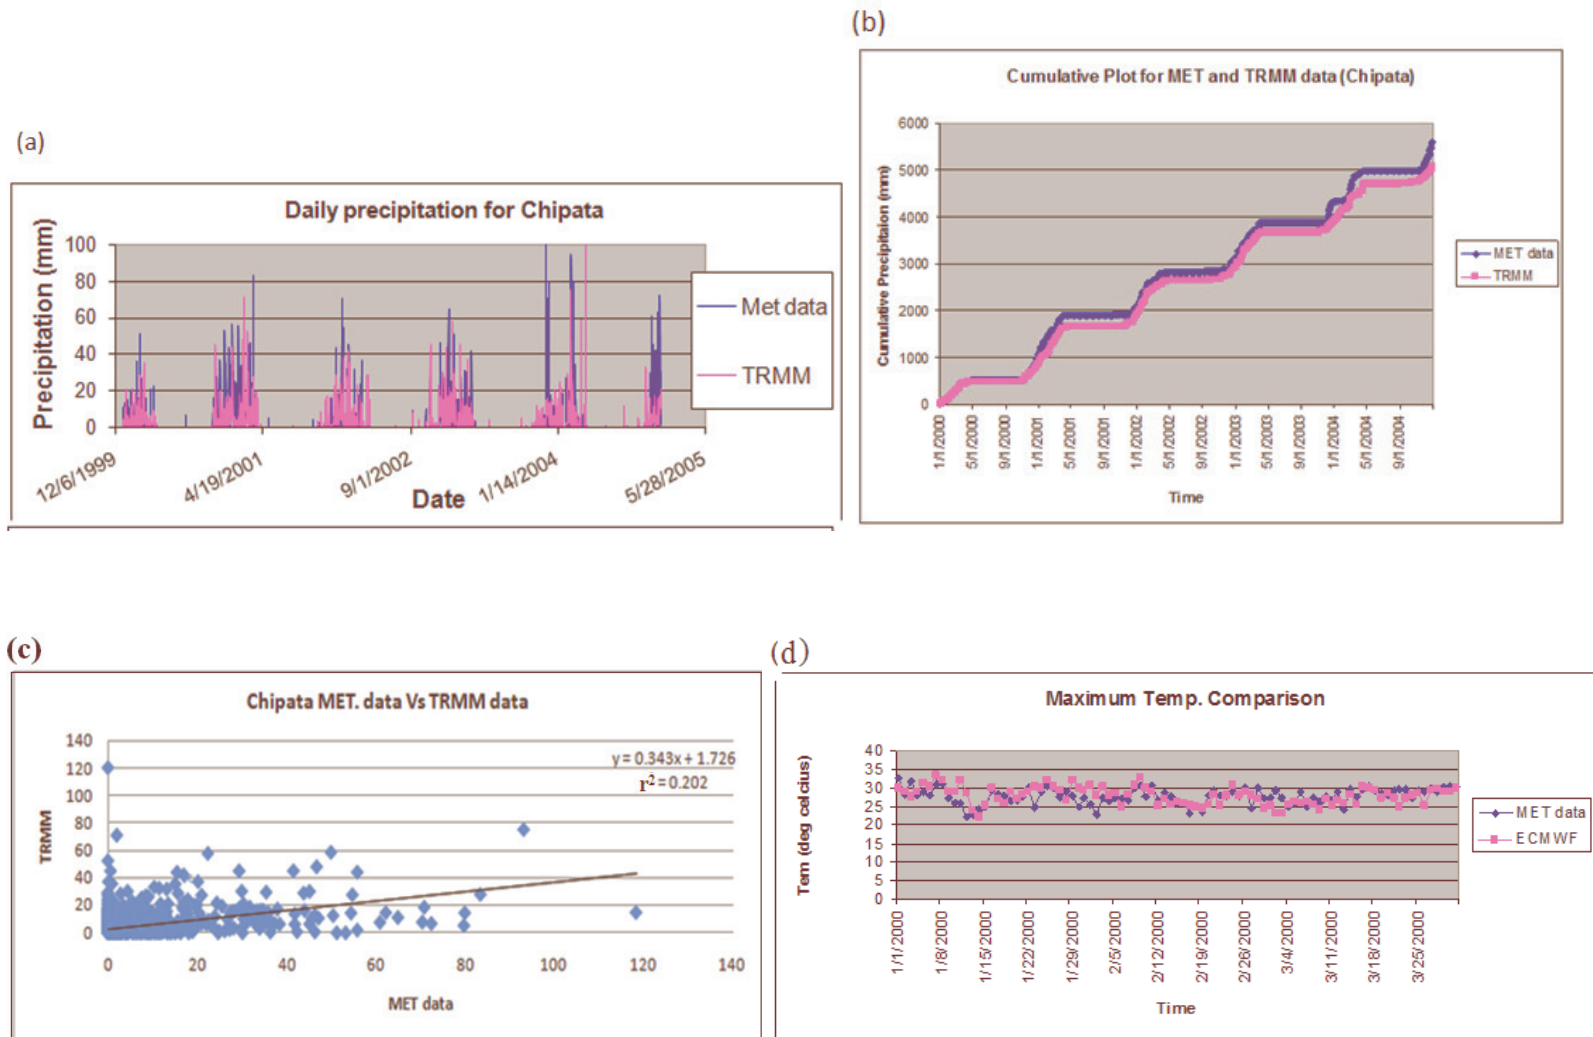 (a)
Daily precipitation for Chipata
Precipitation (mm)
100
80
60
40
20
0
12/6/1999
4/19/2001
9/1/2002
1/14/2004
5/28/2005
Date
Met data
TRMM
(b)
Cumulative Plot for MET and TRMM data (Chipata)
Cumulative Precipitaion (mm)
6000
5000
4000
3000
2000
1000
0
1/1/2000
5/1/2000
9/1/2000
1/1/2001
5/1/2001
9/1/2001
1/1/2002
5/1/2002
9/1/2002
1/1/2003
5/1/2003
9/1/2003
1/1/2004
5/1/2004
9/1/2004
Time
MET data
TRMM
(c)
Chipata MET. data Vs TRMM data
y = 0.343x + 1.726
r² = 0.202
TRMM
140
120
100
80
60
40
20
0
0
20
40
60
80
100
120
140
MET data
(d)
Maximum Temp. Comparison
Tem (deg celcius)
40
35
30
25
20
15
10
5
0
1/1/2000
1/8/2000
1/15/2000
1/22/2000
1/29/2000
2/5/2000
2/12/2000
2/19/2000
2/26/2000
3/4/2000
3/11/2000
3/18/2000
3/25/2000
Time
MET data
ECMWF